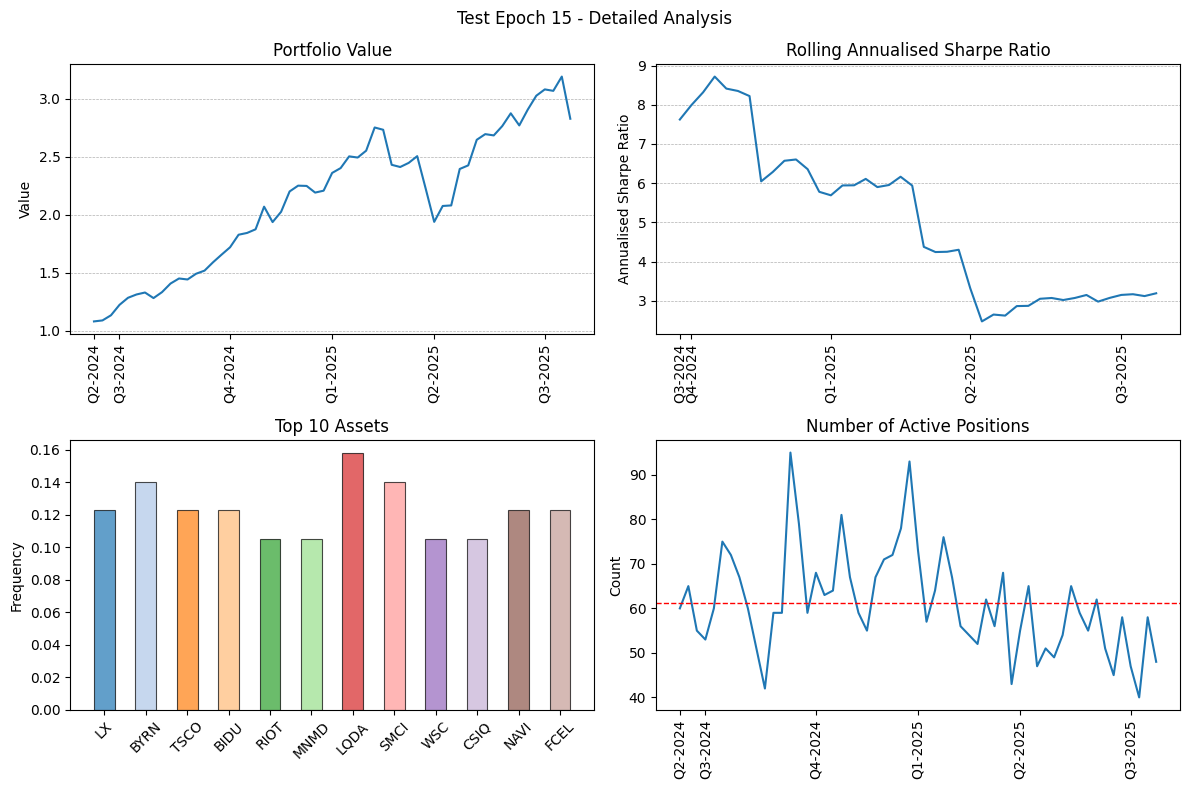 Test Epoch 15 - Detailed Analysis
Portfolio Value
Value
3.0
2.5
2.0
1.5
1.0
Q2-2024
Q3-2024
Q4-2024
Q1-2025
Q2-2025
Q3-2025
Rolling Annualised Sharpe Ratio
Annualised Sharpe Ratio
9
8
7
6
5
4
3
Q3-2024
Q4-2024
Q1-2025
Q2-2025
Q3-2025
Top 10 Assets
Frequency
0.16
0.14
0.12
0.10
0.08
0.06
0.04
0.02
0.00
LX
BYRN
TSCO
BIDU
RIOT
MNMD
LQDA
SMCI
WSC
CSIQ
NAVI
FCEL
Number of Active Positions
Count
90
80
70
60
50
40
Q2-2024
Q3-2024
Q4-2024
Q1-2025
Q2-2025
Q3-2025